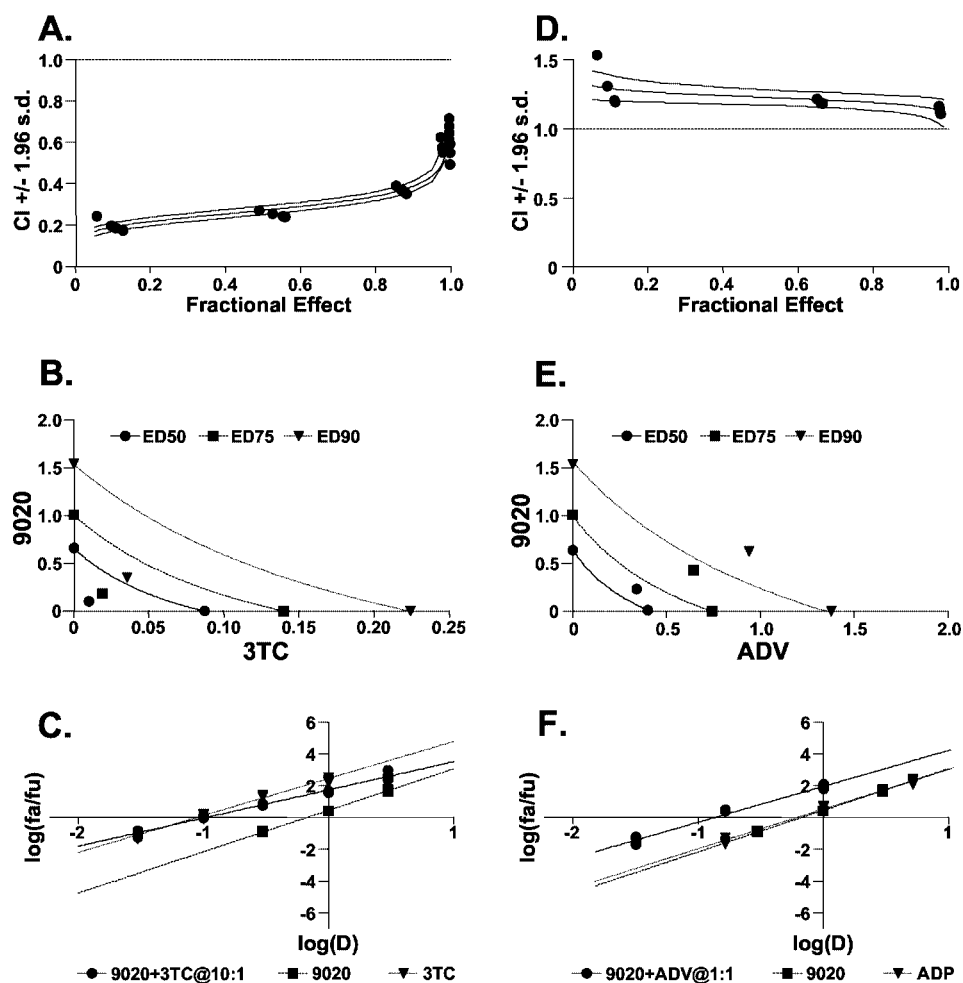 A.
CI +/- 1.96 s.d.
1.0
0.8
0.6
0.4
0.2
0
0 0.2 0.4 0.6 0.8 1.0
Fractional Effect
D.
CI +/- 1.96 s.d.
1.5
1.0
0.5
0
0 0.2 0.4 0.6 0.8 1.0
Fractional Effect
B.
9020
2.0
1.5
1.0
0.5
0
ED50 ED75 ED90
0 0.05 0.10 0.15 0.20 0.25
3TC
E.
9020
2.0
1.5
1.0
0.5
0
ED50 ED75 ED90
0 0.5 1.0 1.5 2.0
ADV
C.
log(fa/fu)
6
4
2
-2 -1 1
-2
-4
-6
log(D)
9020+3TC@10:1 9020 3TC
F.
log(fa/fu)
6
4
2
-2 -1 1
-2
-4
-6
log(D)
9020+ADV@1:1 9020 ADP